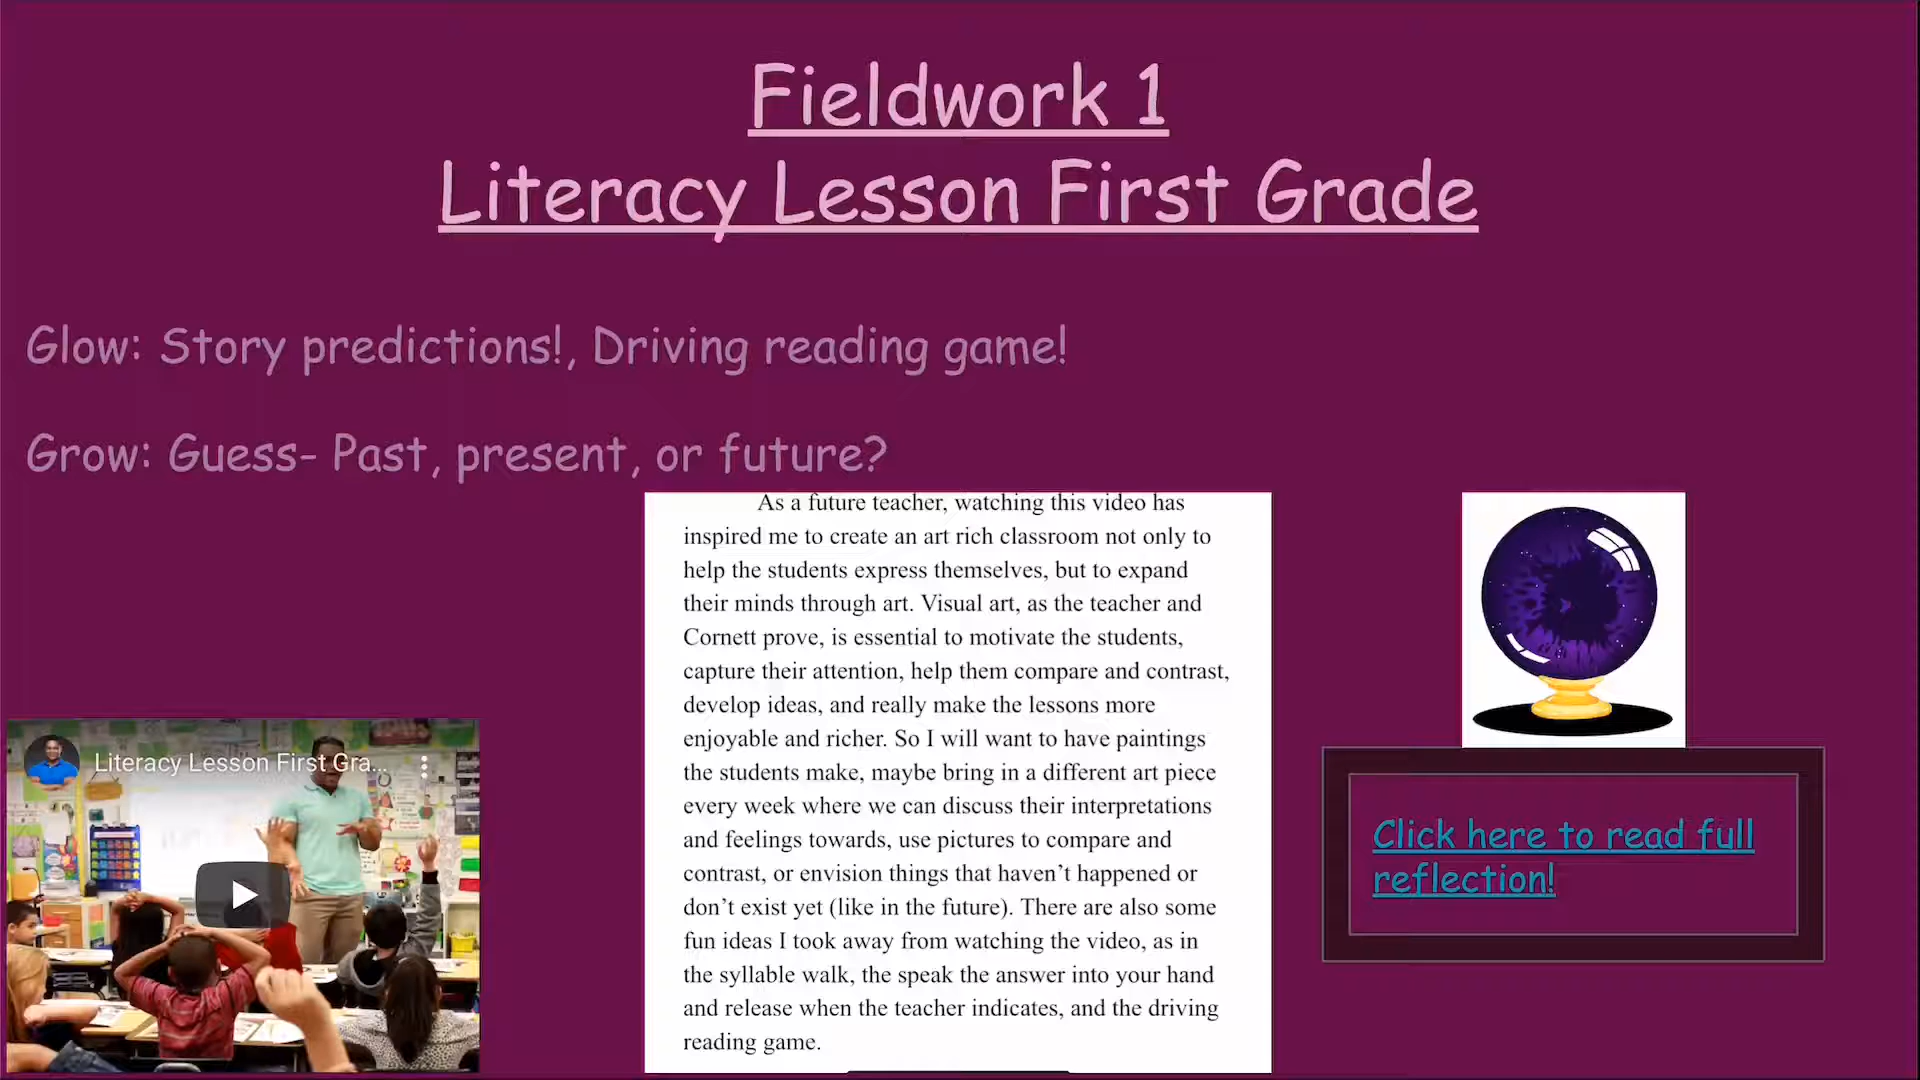 Fieldwork 1
Literacy Lesson First Grade
Glow: Story predictions!, Driving reading game!
Grow: Guess- Past, present, or future?
As a future teacher, watching this video has
inspired me to create an art rich classroom not only to
help the students express themselves, but to expand
their minds through art. Visual art, as the teacher and
Cornett prove, is essential to motivate the students,
capture their attention, help them compare and contrast,
develop ideas, and really make the lessons more
enjoyable and richer. So I will want to have paintings
the students make, maybe bring in a different art piece
every week where we can discuss their interpretations
and feelings towards, use pictures to compare and
contrast, or envision things that haven’t happened or
don’t exist yet (like in the future). There are also some
fun ideas I took away from watching the video, as in
the syllable walk, the speak the answer into your hand
and release when the teacher indicates, and the driving
reading game.
Literacy Lesson First Gra...
Click here to read full
reflection!